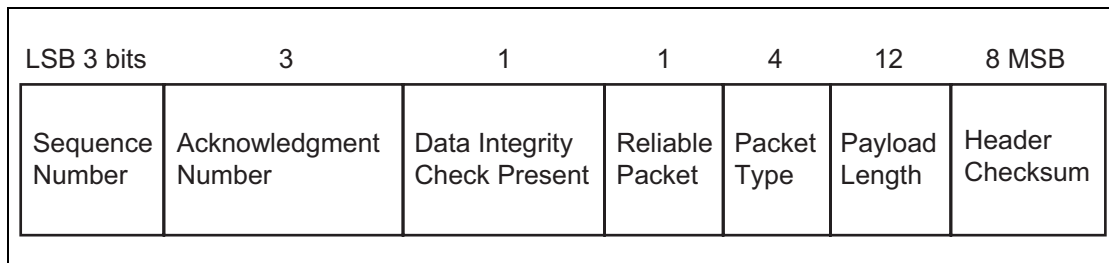 LSB 3 bits 3 1 1 4 12 8 MSB
Sequence Number
Acknowledgment Number
Data Integrity Check Present
Reliable Packet
Packet Type
Payload Length
Header Checksum